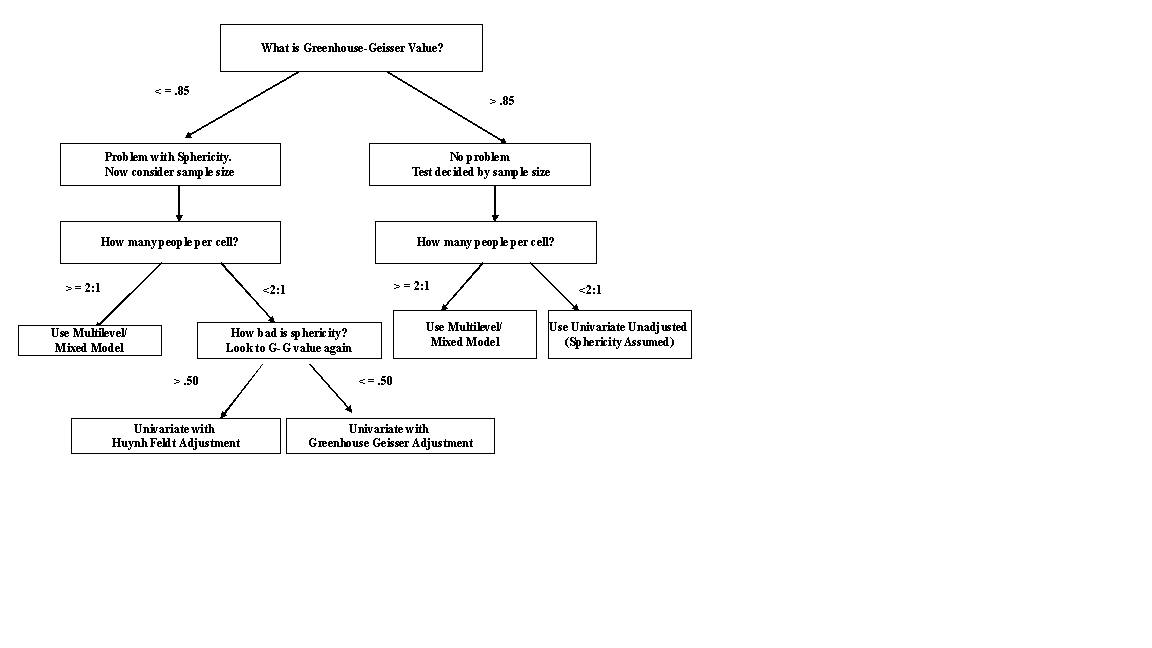 What is Greenhouse-Geisser Value?
< = .85
> .85
Problem with Sphericity.
Now consider sample size
No problem
Test decided by sample size
How many people per cell?
How many people per cell?
> = 2:1
<2:1
> = 2:1
<2:1
Use Multilevel/
Mixed Model
How bad is sphericity?
Look to G-G value again
Use Multilevel/
Mixed Model
Use Univariate Unadjusted
(Sphericity Assumed)
> .50
< = .50
Univariate with
Huynh Feldt Adjustment
Univariate with
Greenhouse Geisser Adjustment